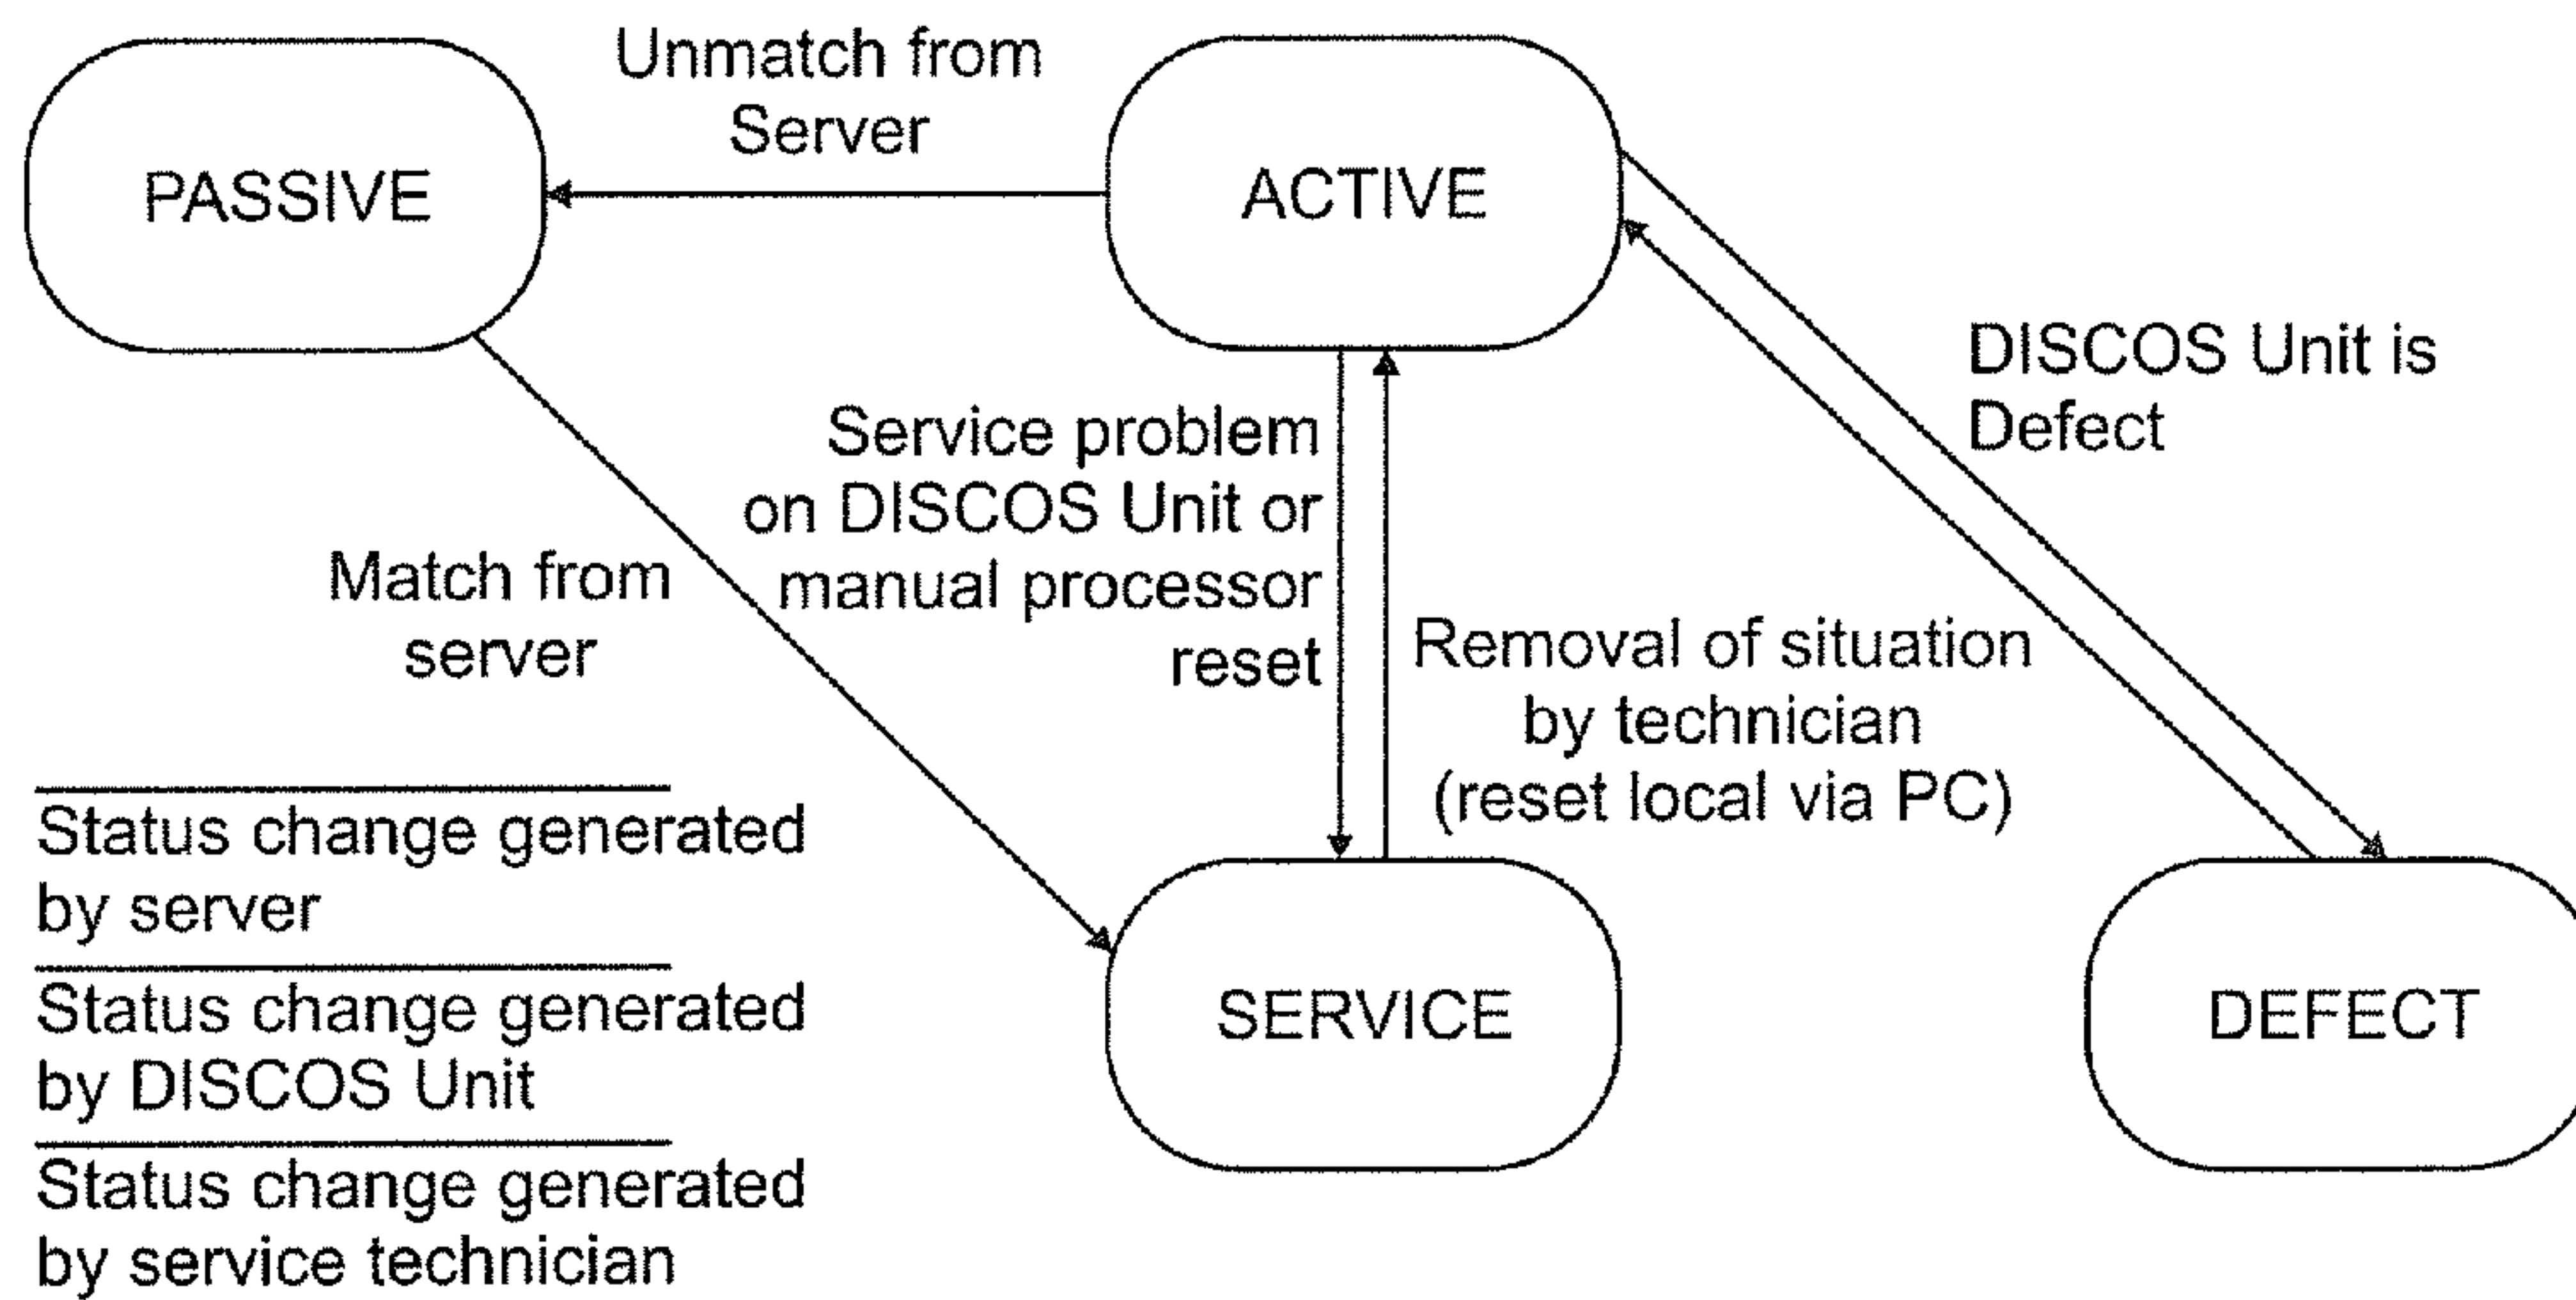 Unmatch from
Server
PASSIVE
ACTIVE
DISCOS Unit is
Defect
Service problem
on DISCOS Unit or
manual processor
reset
Match from
server
Removal of situation
by technician
(reset local via PC)
Status change generated
by server
Status change generated
by DISCOS Unit
Status change generated
by service technician
SERVICE
DEFECT